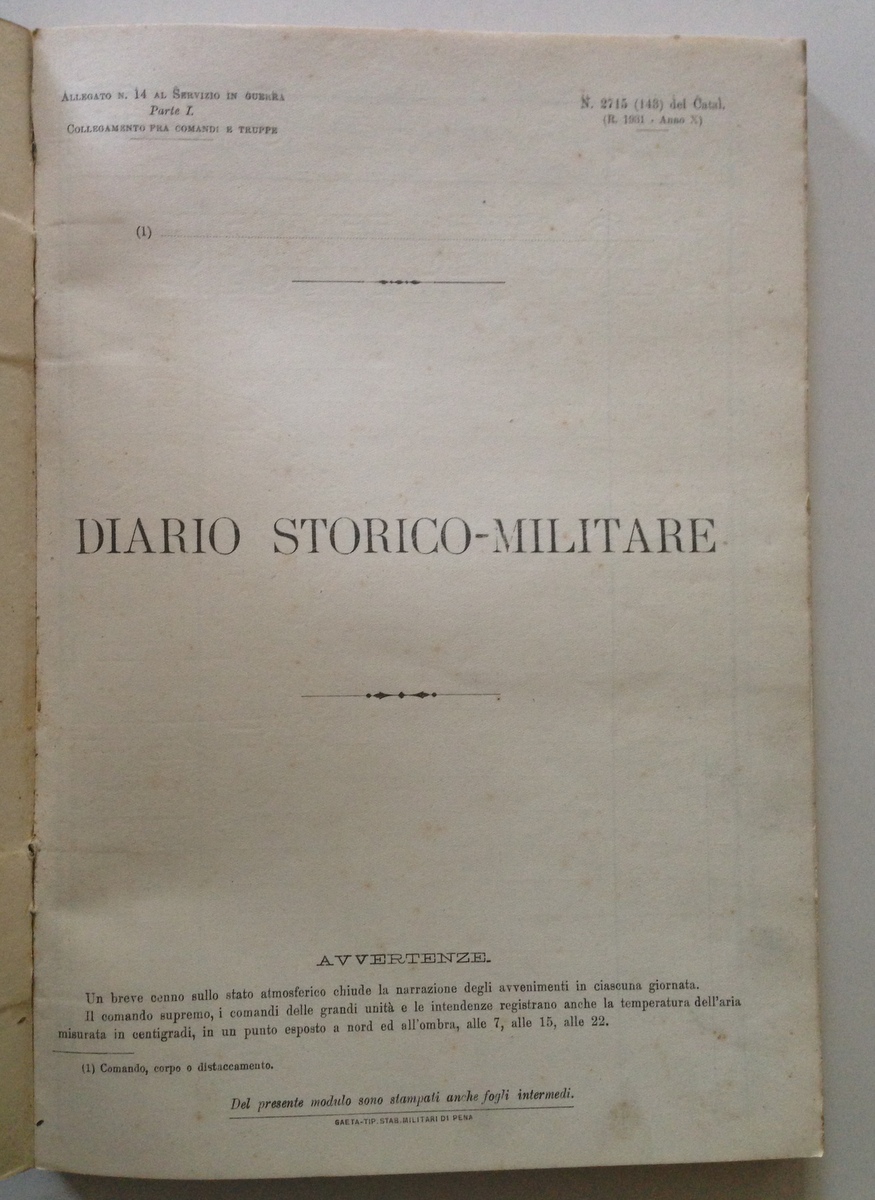 ALLEGATO N. 14 AL SERVIZIO IN GUERRA
Parte I.
COLLEGAMENTO FRA COMANDI E TRUPPE
N. 2715 (143) del Catal.
(R. 1931 - Anno X)
(1)
DIARIO STORICO-MILITARE
AVVERTENZE.
Un breve cenno sullo stato atmosferico chiude la narrazione degli avvenimenti in ciascuna giornata.
Il comando supremo, i comandi delle grandi unità e le intendenze registrano anche la temperatura dell'aria
misurata in centigradi, in un punto esposto a nord ed all'ombra, alle 7, alle 15, alle 22.
(1) Comando, corpo o distaccamento.
Del presente modulo sono stampati anche fogli intermedi.
GAETA-TIP. STAB. MILITARI DI PENA